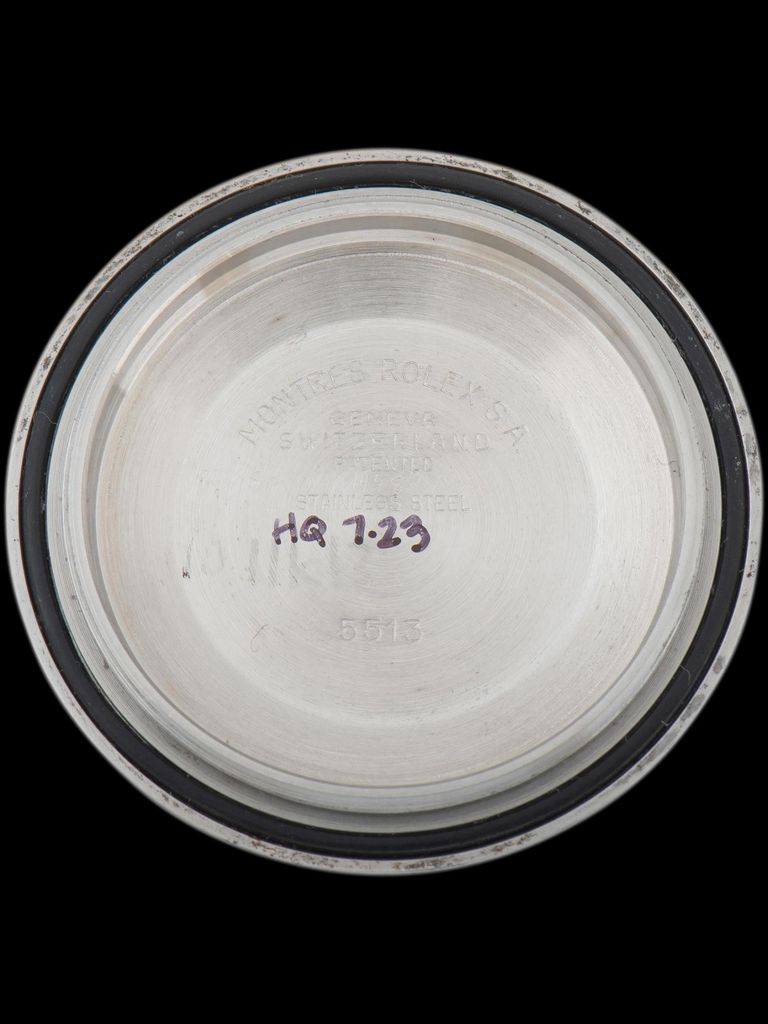 MONTRES ROLEX S.A
GENEVA
SWITZERLAND
PATENTED
STAINLESS STEEL
HQ 7.23
5513